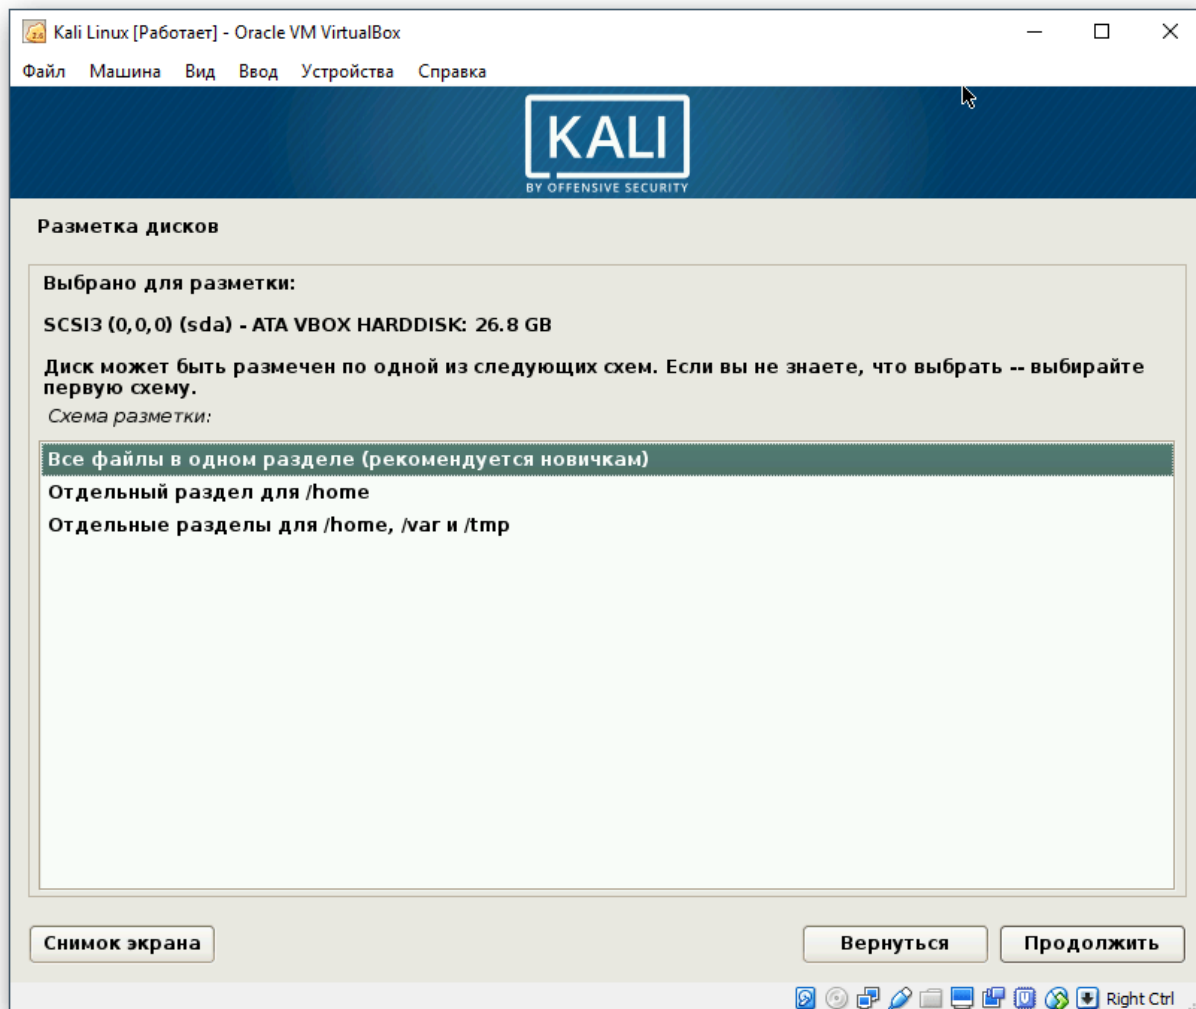 Kali Linux [Работает] - Oracle VM VirtualBox
Файл Машина Вид Ввод Устройства Справка
KALI
BY OFFENSIVE SECURITY
Разметка дисков
Выбрано для разметки:
SCSI3 (0,0,0) (sda) - ATA VBOX HARDDISK: 26.8 GB
Диск может быть размечен по одной из следующих схем. Если вы не знаете, что выбрать -- выбирайте
первую схему.
Схема разметки:
Все файлы в одном разделе (рекомендуется новичкам)
Отдельный раздел для /home
Отдельные разделы для /home, /var и /tmp
Снимок экрана Вернуться Продолжить
Right Ctrl